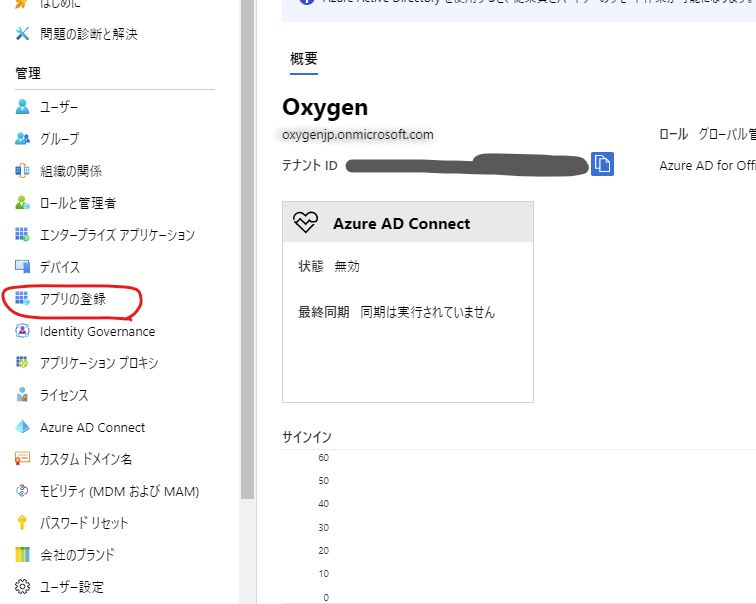 はじめに
問題の診断と解決
管理
ユーザー
グループ
組織の関係
ロールと管理者
エンタープライズ アプリケーション
デバイス
アプリの登録
Identity Governance
アプリケーション プロキシ
ライセンス
Azure AD Connect
カスタム ドメイン名
モビリティ (MDM および MAM)
パスワード リセット
会社のブランド
ユーザー設定
概要
Oxygen
oxygenjp.onmicrosoft.com
ロール グローバル管
テナント ID
Azure AD for Offi
Azure AD Connect
状態 無効
最終同期 同期は実行されていません
サインイン
60
50
40
30
20
10
0